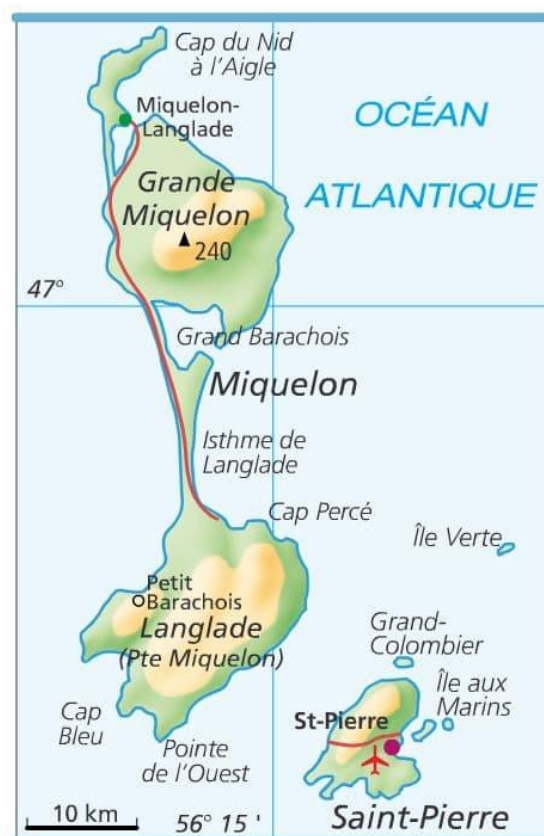 Cap du Nid
à l'Aigle
Miquelon-
Langlade
OCÉAN
ATLANTIQUE
Grande
Miquelon
240
47°
Grand Barachois
Miquelon
Isthme de
Langlade
Cap Percé
Île Verte
Petit
Barachois
Langlade
(Pte Miquelon)
Grand-
Colombier
Île aux
Marins
Cap
Bleu
St-Pierre
Pointe
de l'Ouest
10 km
56° 15 '
Saint-Pierre